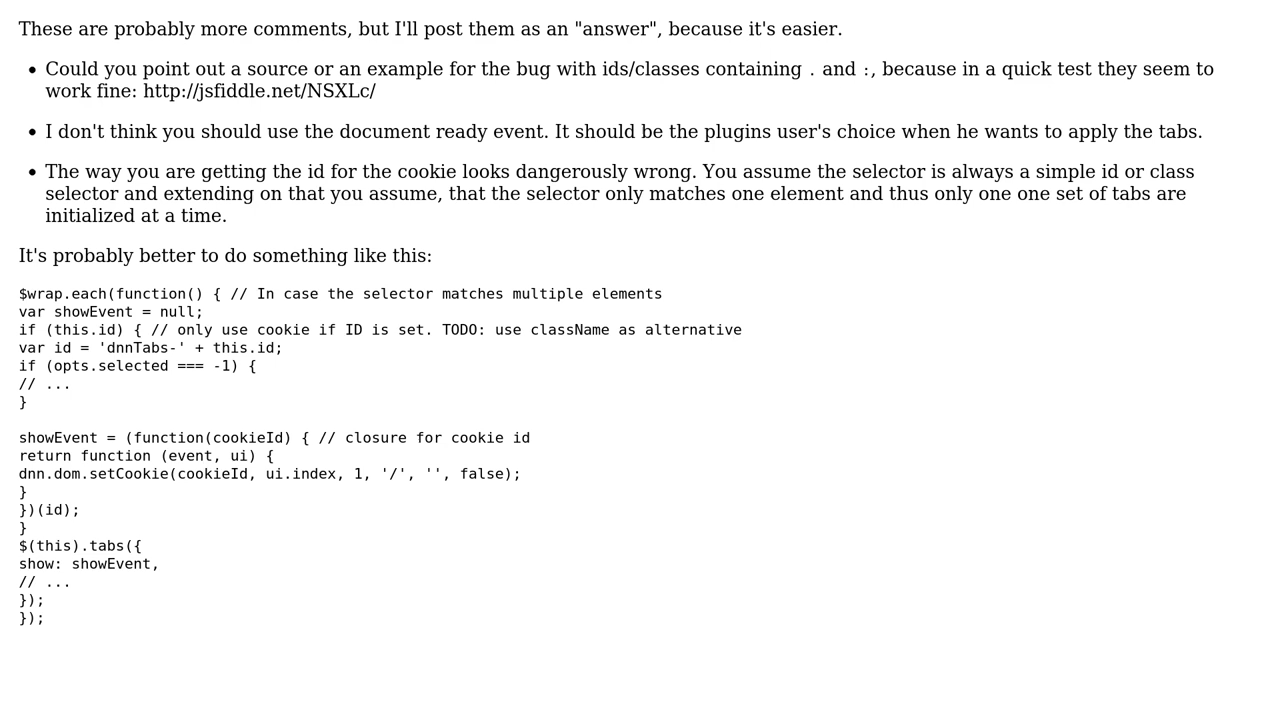 These are probably more comments, but I'll post them as an "answer", because it's easier.
Could you point out a source or an example for the bug with ids/classes containing . and :, because in a quick test they seem to
work fine: http://jsfiddle.net/NSXLc/
I don't think you should use the document ready event. It should be the plugins user's choice when he wants to apply the tabs.
The way you are getting the id for the cookie looks dangerously wrong. You assume the selector is always a simple id or class
selector and extending on that you assume, that the selector only matches one element and thus only one one set of tabs are
initialized at a time.
It's probably better to do something like this:
$wrap.each(function() { // In case the selector matches multiple elements
var showEvent = null;
if (this.id) { // only use cookie if ID is set. TODO: use className as alternative
var id = 'dnnTabs-' + this.id;
if (opts.selected === -1) {
// ...
}
showEvent = (function(cookieId) { // closure for cookie id
return function (event, ui) {
dnn.dom.setCookie(cookieId, ui.index, 1, '/', '', false);
}
})(id);
}
$(this).tabs({
show: showEvent,
// ...
});
});